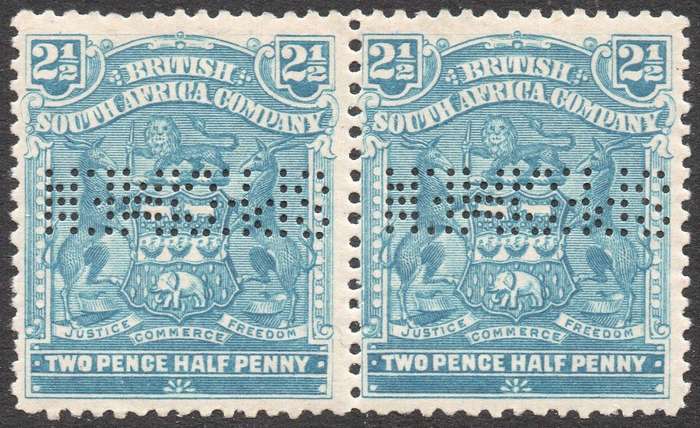 2½ 2½
BRITISH
SOUTH AFRICA COMPANY
JUSTICE COMMERCE FREEDOM
TWO PENCE HALF PENNY
2½ 2½
BRITISH
SOUTH AFRICA COMPANY
JUSTICE COMMERCE FREEDOM
TWO PENCE HALF PENNY